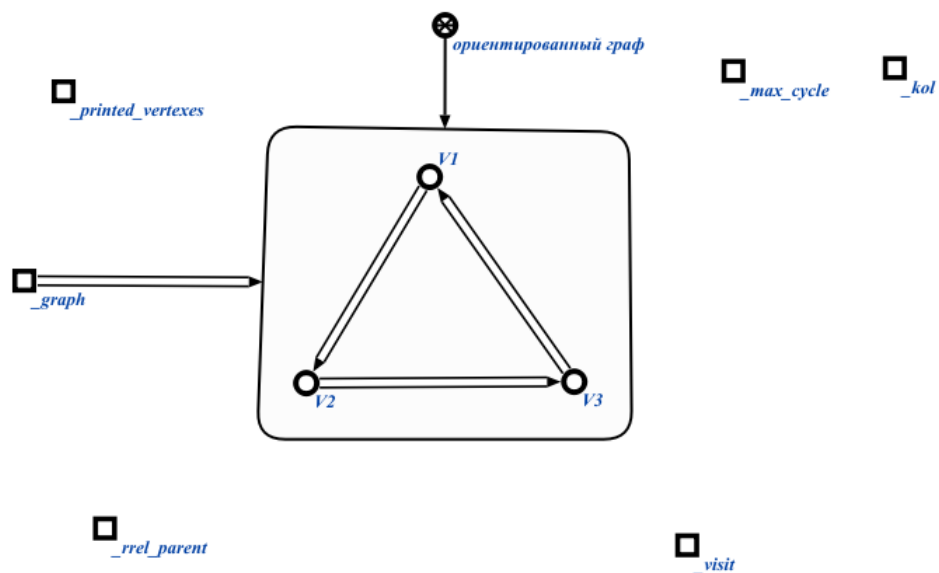 ориентированный граф
_printed_vertexes
_max_cycle
_kol
V1
_graph
V2
V3
_rrel_parent
_visit